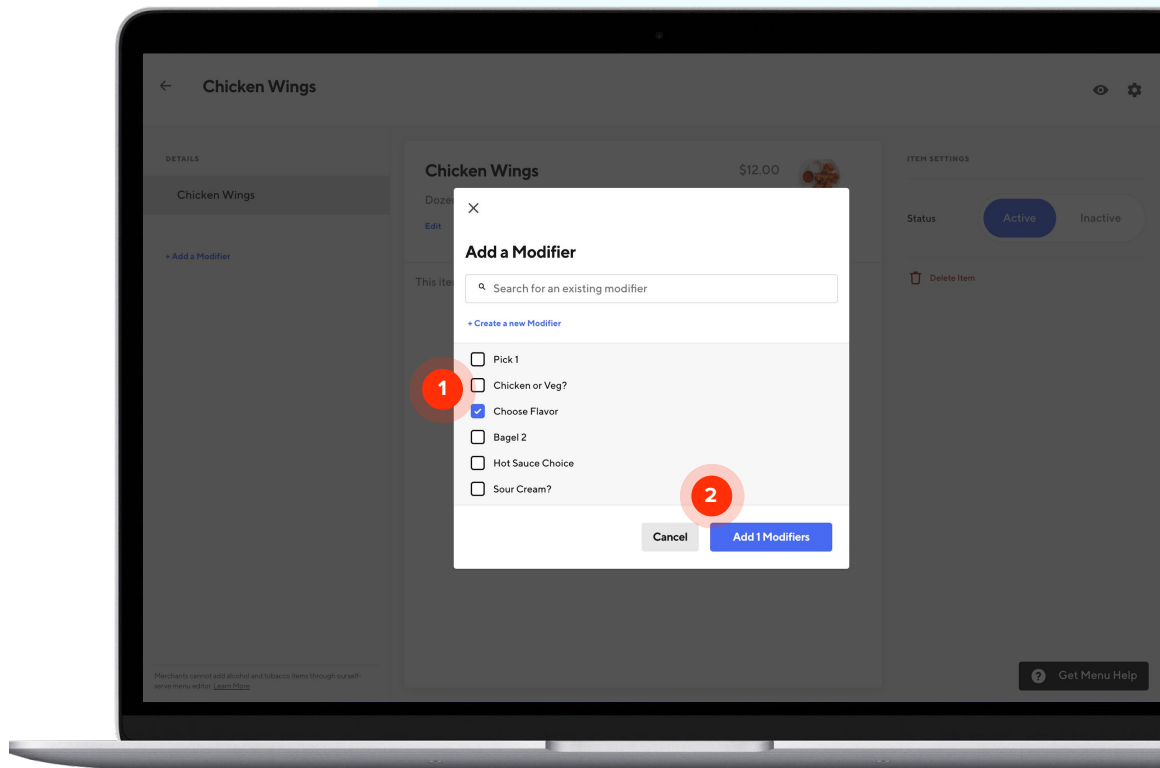 Chicken Wings
DETAILS
Chicken Wings
+ Add a Modifier
Chicken Wings
$12.00
Edit
ITEM SETTINGS
Status
Active
Inactive
Delete Item
Add a Modifier
Search for an existing modifier
+ Create a new Modifier
Pick 1
Chicken or Veg?
Choose Flavor
Bagel 2
Hot Sauce Choice
Sour Cream?
1
2
Cancel
Add 1 Modifiers
Merchants cannot add alcohol and tobacco items through our self-
serve menu editor. Learn More
? Get Menu Help